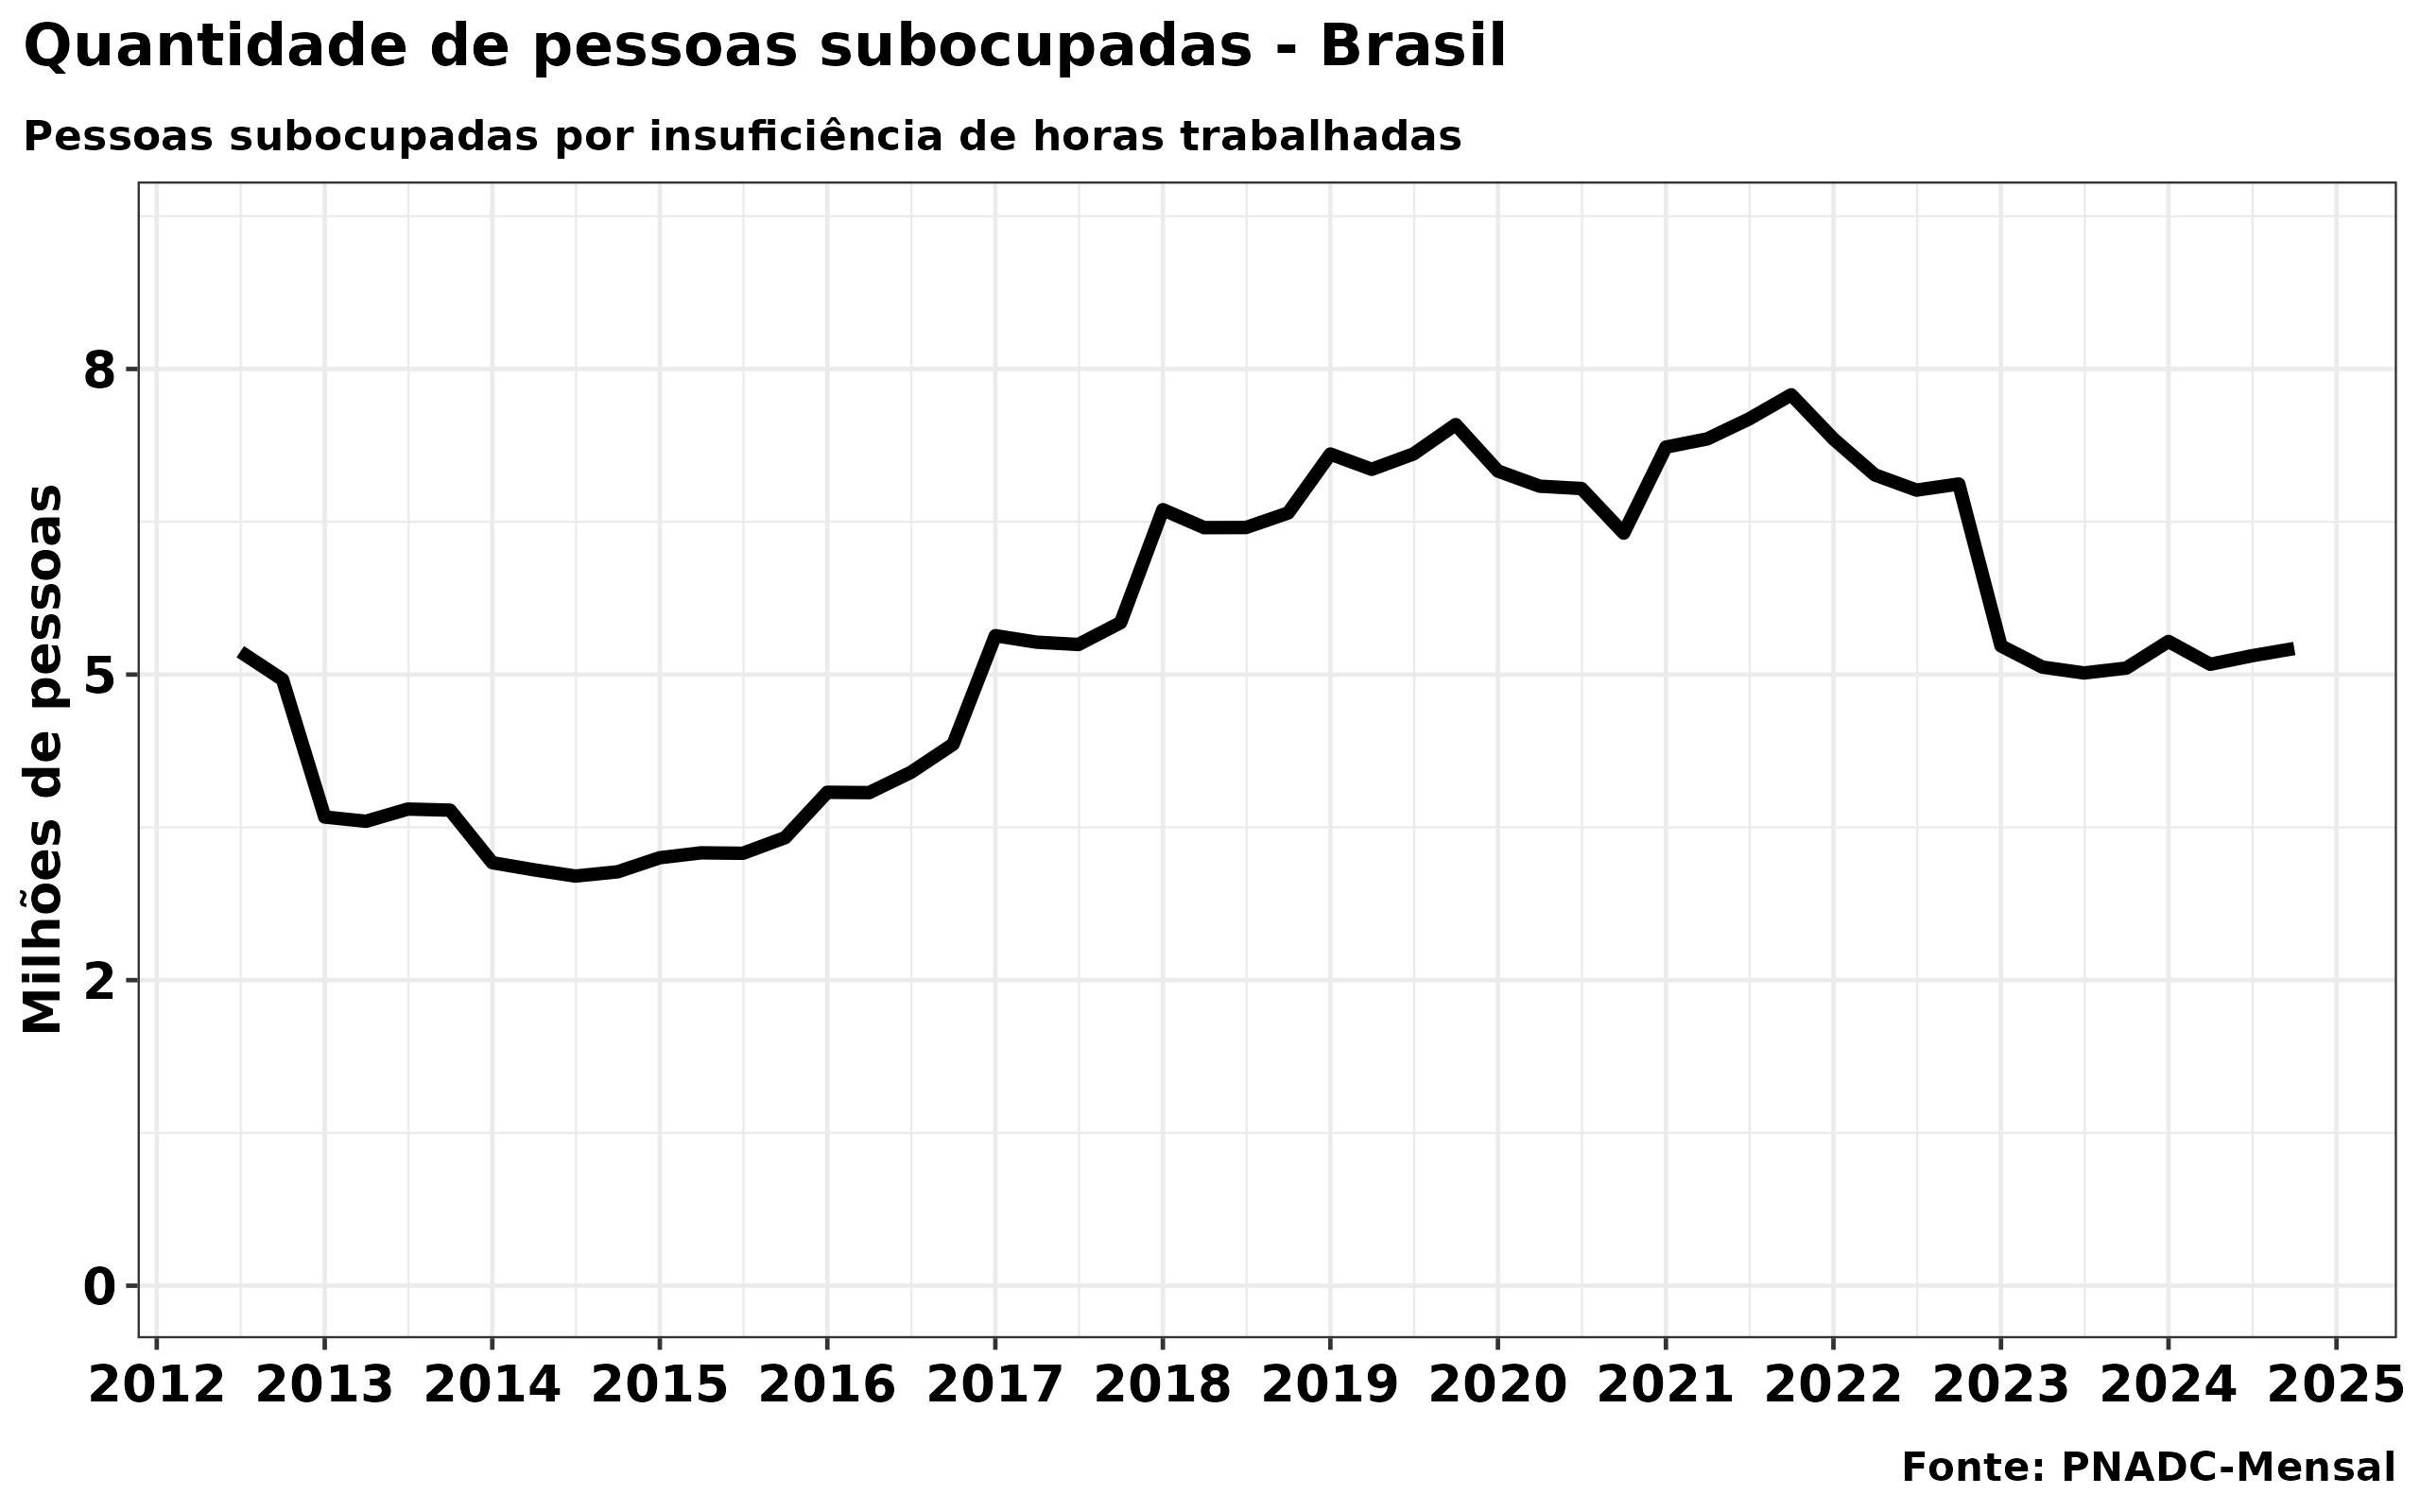 Quantidade de pessoas subocupadas - Brasil
Pessoas subocupadas por insuficiência de horas trabalhadas
Milhões de pessoas
8
5
2
0
2012 2013 2014 2015 2016 2017 2018 2019 2020 2021 2022 2023 2024 2025
Fonte: PNADC-Mensal